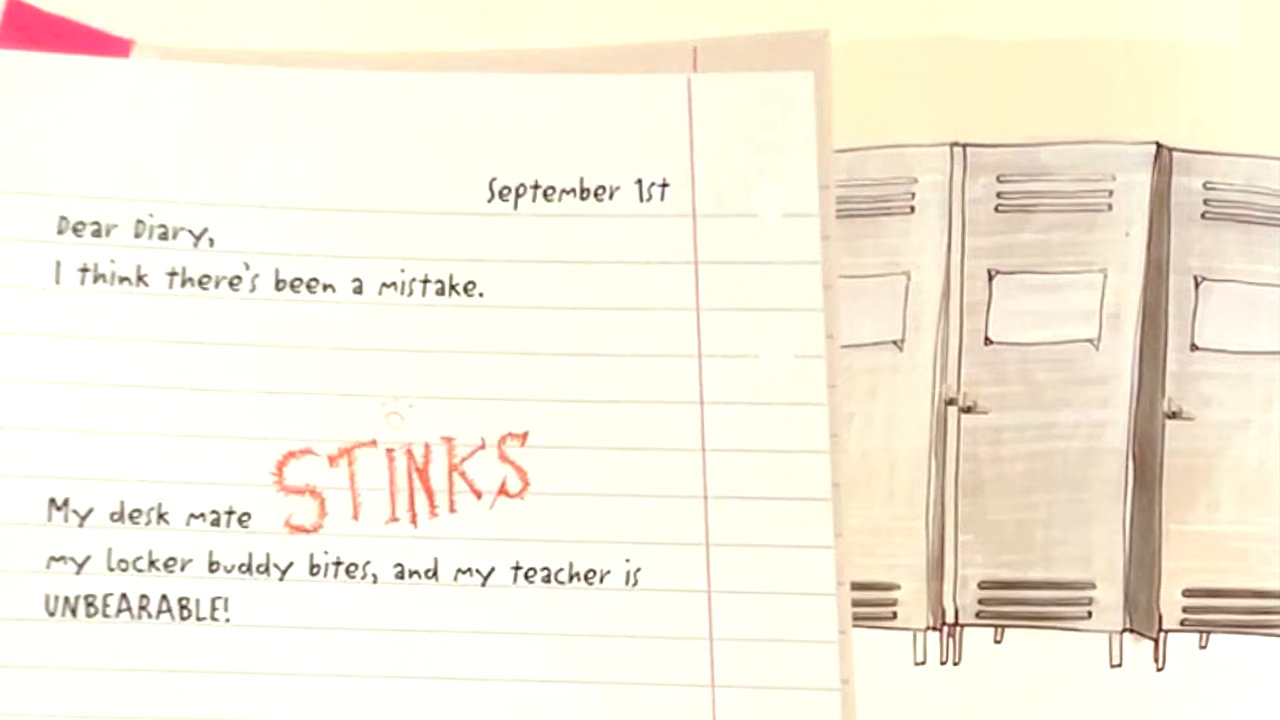 September 1st
Dear Diary,
I think there's been a mistake.
My desk mate STINKS
my locker buddy bites, and my teacher is
UNBEARABLE!